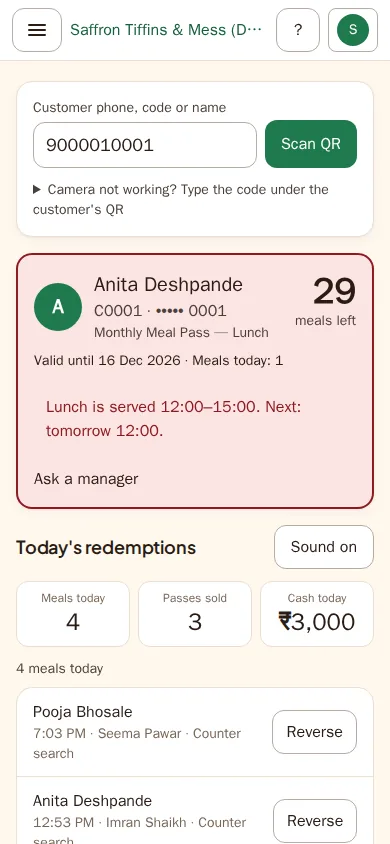 Saffron Tiffins & Mess (D···
?
S
Customer phone, code or name
9000010001
Scan QR
Camera not working? Type the code under the
customer's QR
A
Anita Deshpande
C0001 · ••••• 0001
Monthly Meal Pass — Lunch
29
meals left
Valid until 16 Dec 2026 · Meals today: 1
Lunch is served 12:00–15:00. Next:
tomorrow 12:00.
Ask a manager
Today's redemptions
Sound on
Meals today
4
Passes sold
3
Cash today
₹3,000
4 meals today
Pooja Bhosale
7:03 PM · Seema Pawar · Counter
search
Reverse
Anita Deshpande
12:53 PM · Imran Shaikh · Counter
search
Reverse